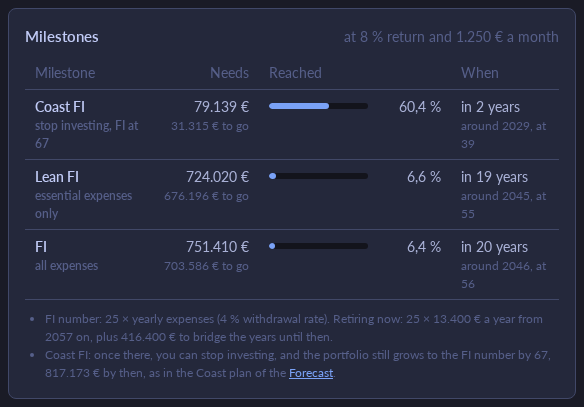 Milestones at 8 % return and 1.250 € a month
Milestone Needs Reached When
Coast FI 79.139 € 60,4 % in 2 years
stop investing, FI at 31.315 € to go around 2029, at
67 39
Lean FI 724.020 € 6,6 % in 19 years
essential expenses 676.196 € to go around 2045, at
only 55
FI 751.410 € 6,4 % in 20 years
all expenses 703.586 € to go around 2046, at
56
• FI number: 25 × yearly expenses (4 % withdrawal rate). Retiring now: 25 × 13.400 € a year from
2057 on, plus 416.400 € to bridge the years until then.
• Coast FI: once there, you can stop investing, and the portfolio still grows to the FI number by 67,
817.173 € by then, as in the Coast plan of the Forecast.